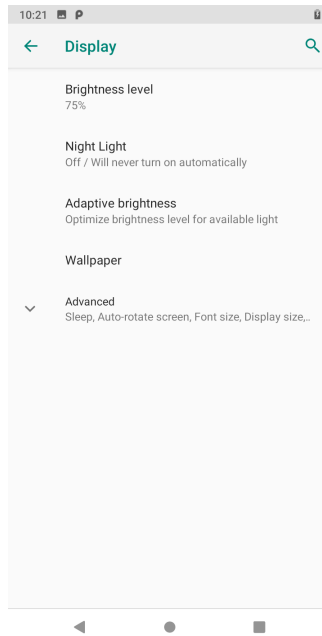 10:21
Display
Brightness level
75%
Night Light
Off / Will never turn on automatically
Adaptive brightness
Optimize brightness level for available light
Wallpaper
Advanced
Sleep, Auto-rotate screen, Font size, Display size,..